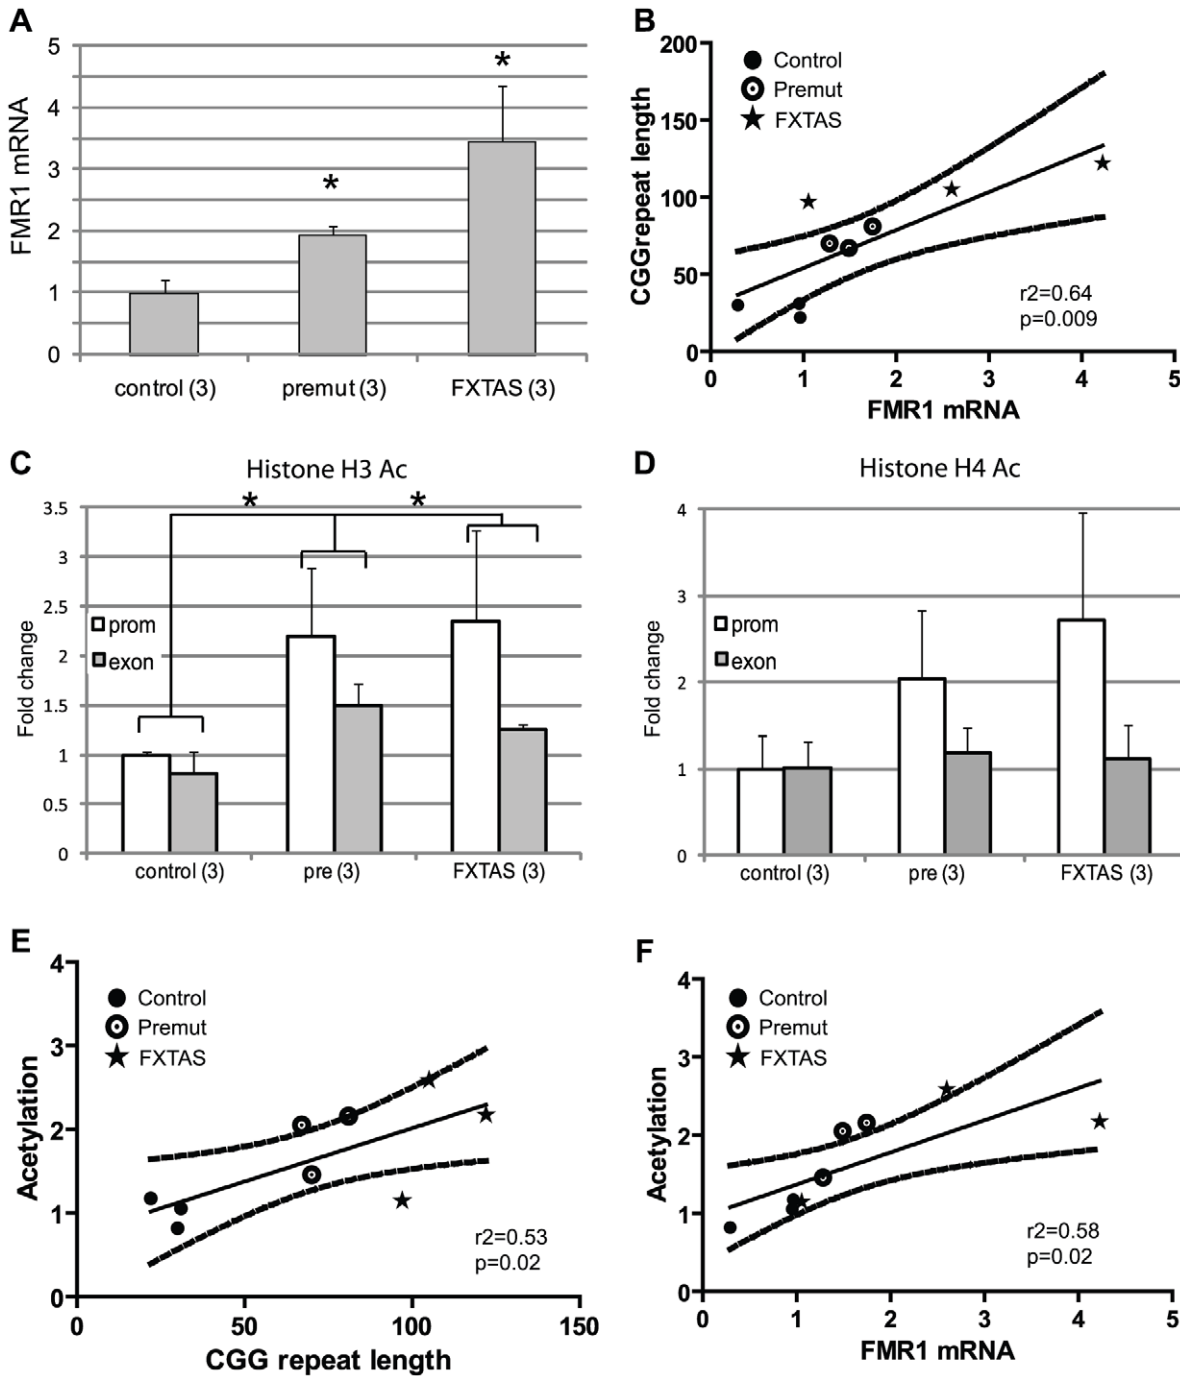 A
5
4
3
2
1
0
FMR1 mRNA
*
*
control (3)
premut (3)
FXTAS (3)
B
200
150
100
50
0
CGGrepeat length
Control
Premut
FXTAS
r2=0.64
p=0.009
0 1 2 3 4 5
FMR1 mRNA
C
Histone H3 Ac
3.5
3
2.5
2
1.5
1
0.5
0
Fold change
* *
prom
exon
control (3)
pre (3)
FXTAS (3)
D
Histone H4 Ac
4
3
2
1
0
Fold change
prom
exon
control (3)
pre (3)
FXTAS (3)
E
4
3
2
1
0
Acetylation
Control
Premut
FXTAS
r2=0.53
p=0.02
0 50 100 150
CGG repeat length
F
4
3
2
1
0
Acetylation
Control
Premut
FXTAS
r2=0.58
p=0.02
0 1 2 3 4 5
FMR1 mRNA